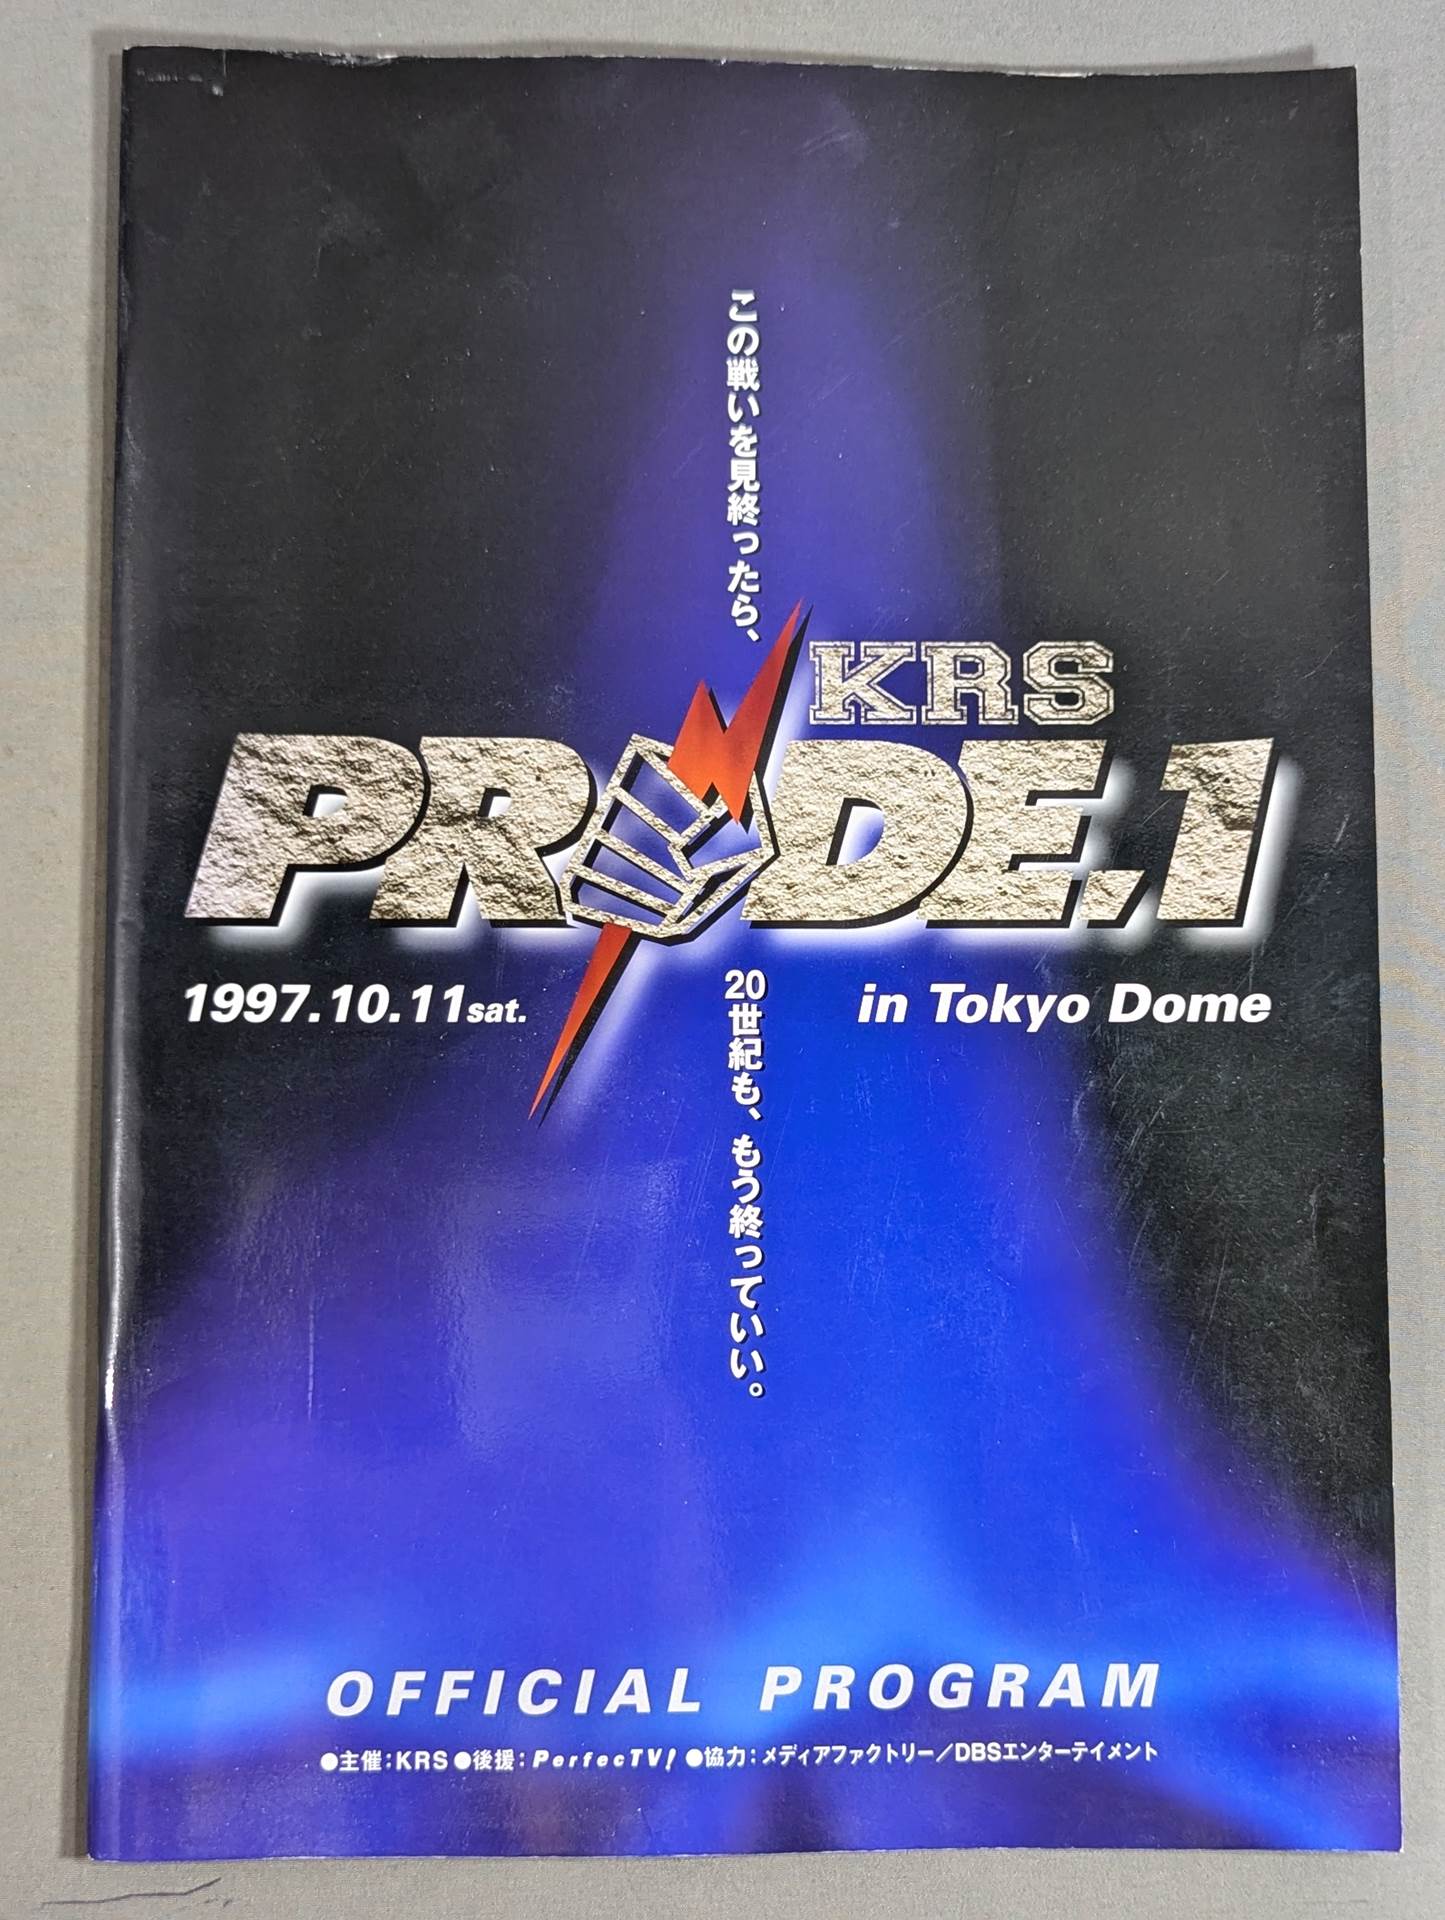 この戦いを見終ったら、
KRS
PRIDE.1
1997.10.11sat.
in Tokyo Dome
20世紀も、もう終っていい。
OFFICIAL PROGRAM
●主催:KRS●後援:PerfecTV!●協力:メディアファクトリー/DBSエンターテイメント